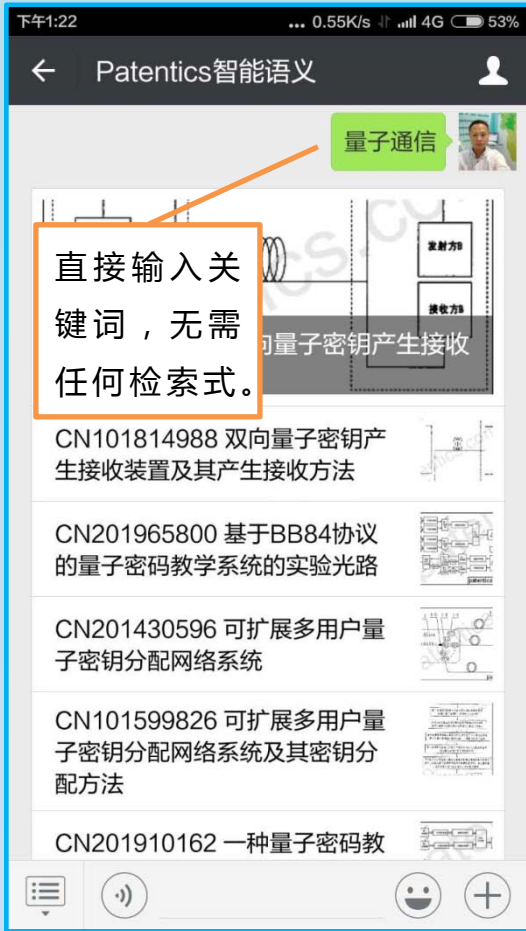 下午1:22
... 0.55K/s 4G 53%
Patentics智能语义
量子通信
发射方B
接收方B
直接输入关
键词，无需
任何检索式。
向量子密钥产生接收
CN101814988 双向量子密钥产
生接收装置及其产生接收方法
CN201965800 基于BB84协议
的量子密码教学系统的实验光路
CN201430596 可扩展多用户量
子密钥分配网络系统
CN101599826 可扩展多用户量
子密钥分配网络系统及其密钥分
配方法
CN201910162 一种量子密码教